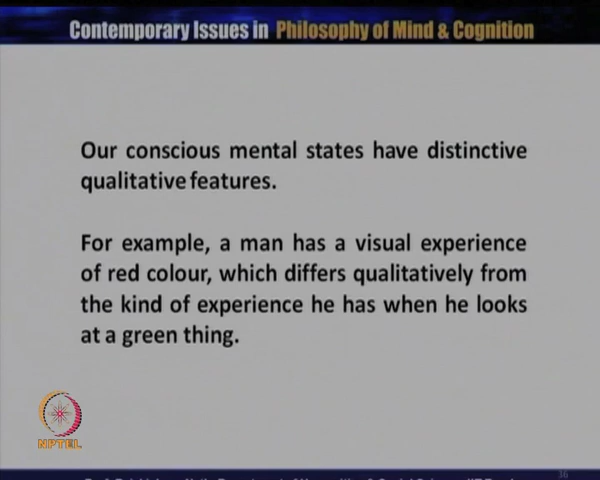 Contemporary Issues in Philosophy of Mind & Cognition
Our conscious mental states have distinctive
qualitative features.
For example, a man has a visual experience
of red colour, which differs qualitatively from
the kind of experience he has when he looks
at a green thing.
NPTEL
36